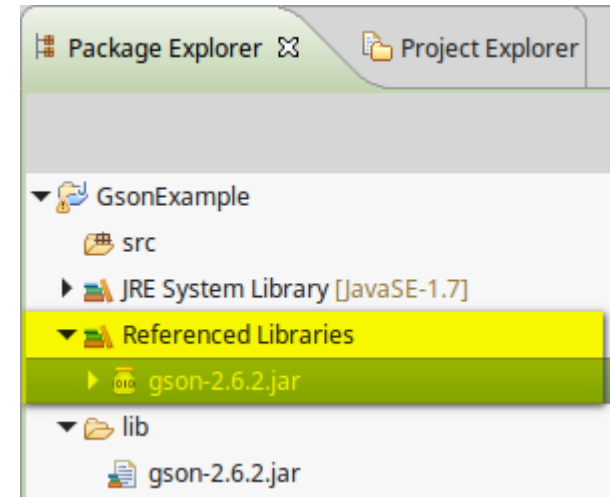 Package Explorer Project Explorer
GsonExample
src
JRE System Library [JavaSE-1.7]
Referenced Libraries
gson-2.6.2.jar
lib
gson-2.6.2.jar